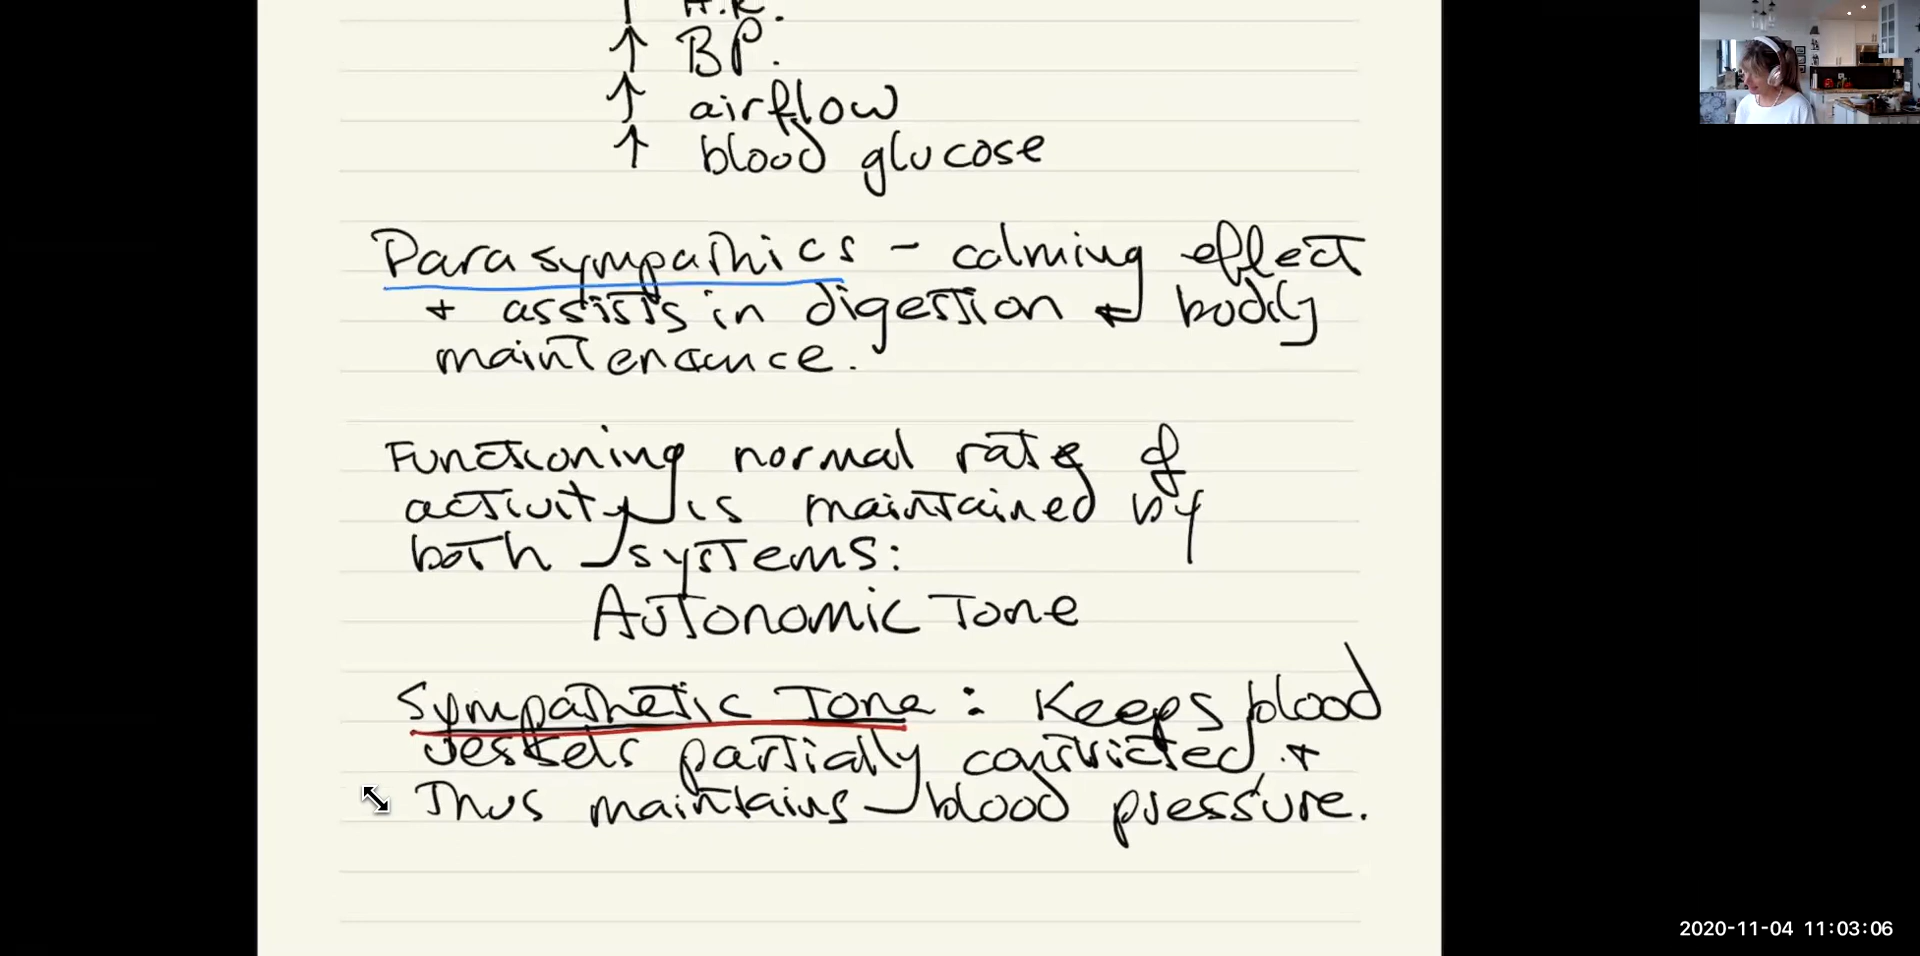 ↑ H.R.
↑ BP.
↑ airflow
↑ blood glucose
Parasympathics - calming effect
+ assists in digestion & body
maintenance.
Functioning normal rate of
activity is maintained by
both systems:
Autonomic Tone
Sympathetic Tone: Keeps blood
vessels partially constricted +
Thus maintains blood pressure.
2020-11-04 11:03:06